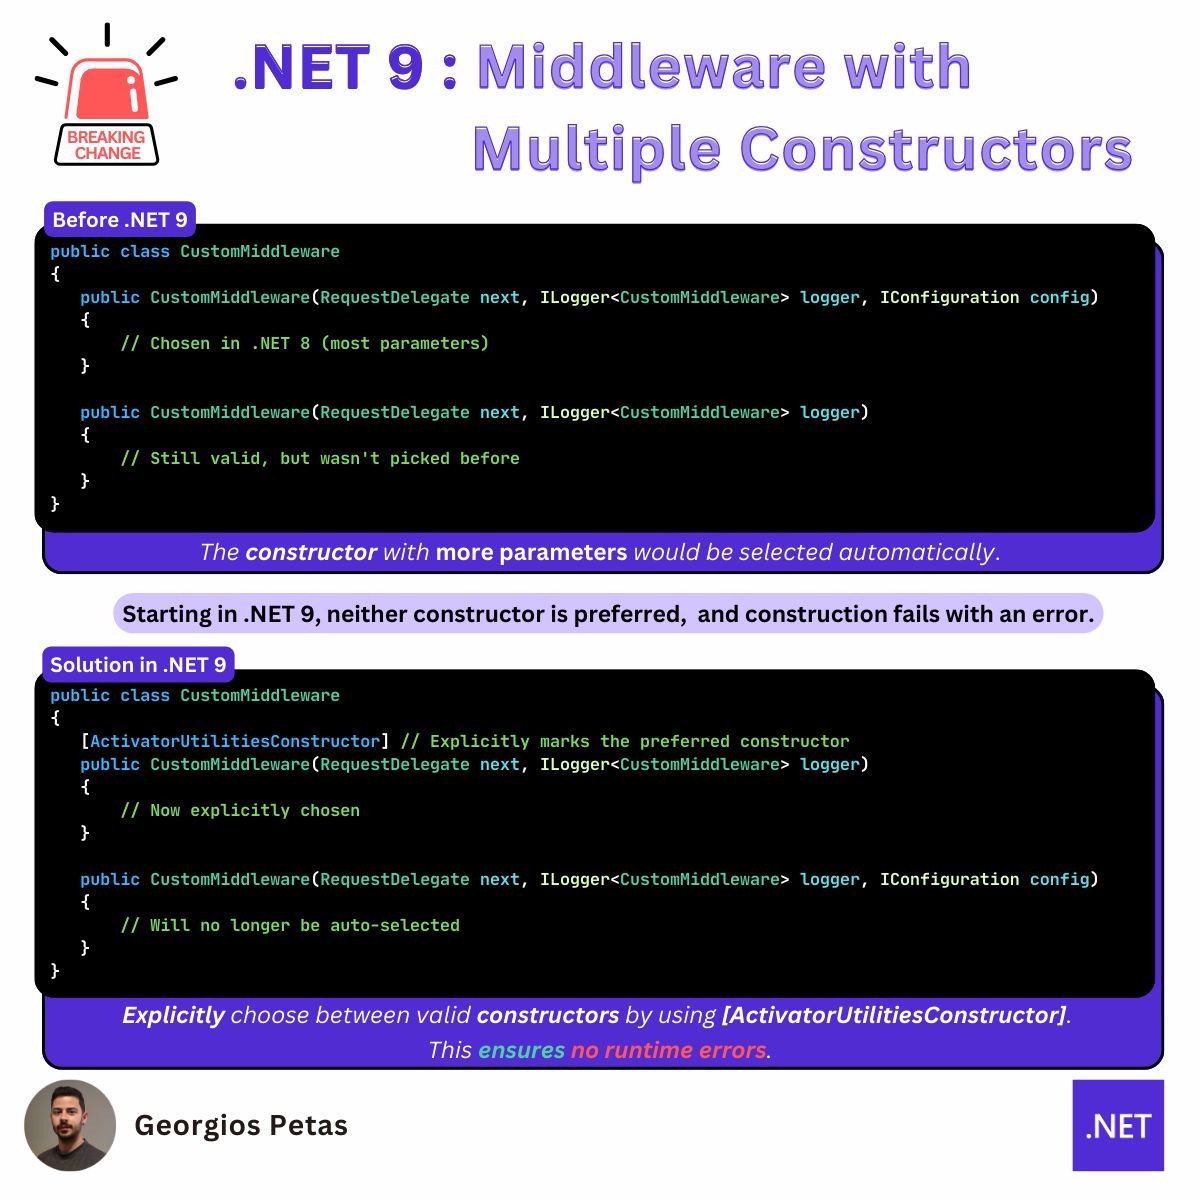 BREAKING
CHANGE
.NET 9 : Middleware with
Multiple Constructors
Before .NET 9
public class CustomMiddleware
{
   public CustomMiddleware(RequestDelegate next, ILogger<CustomMiddleware> logger, IConfiguration config)
   {
       // Chosen in .NET 8 (most parameters)
   }
   public CustomMiddleware(RequestDelegate next, ILogger<CustomMiddleware> logger)
   {
       // Still valid, but wasn't picked before
   }
}
The constructor with more parameters would be selected automatically.
Starting in .NET 9, neither constructor is preferred,  and construction fails with an error.
Solution in .NET 9
public class CustomMiddleware
{
   [ActivatorUtilitiesConstructor] // Explicitly marks the preferred constructor
   public CustomMiddleware(RequestDelegate next, ILogger<CustomMiddleware> logger)
   {
       // Now explicitly chosen
   }
   public CustomMiddleware(RequestDelegate next, ILogger<CustomMiddleware> logger, IConfiguration config)
   {
       // Will no longer be auto-selected
   }
}
Explicitly choose between valid constructors by using [ActivatorUtilitiesConstructor].
This ensures no runtime errors.
Georgios Petas
.NET